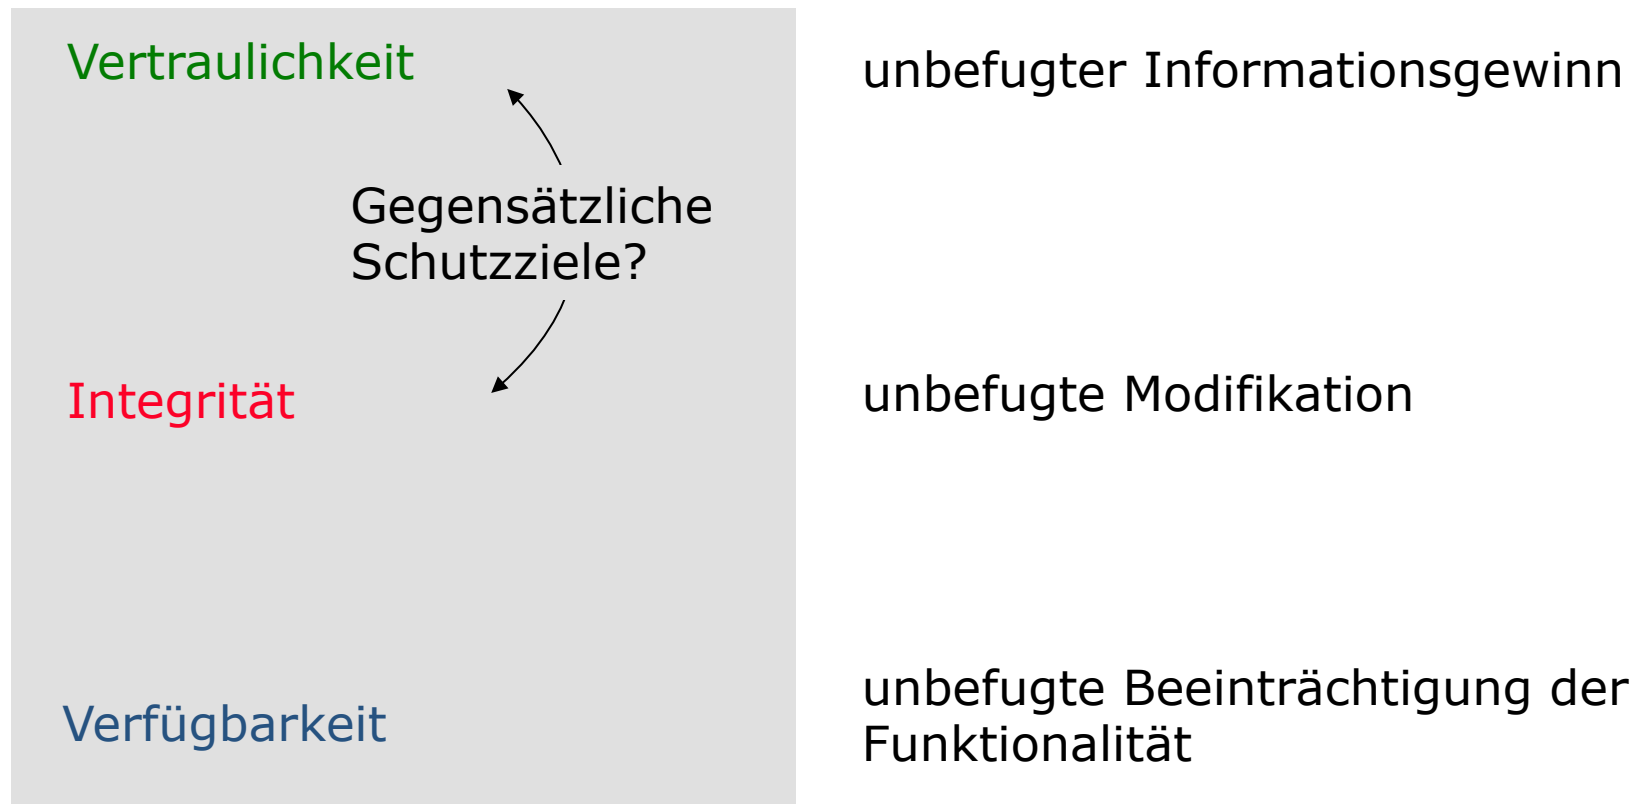 Vertraulichkeit
unbefugter Informationsgewinn
Gegensätzliche
Schutzziele?
Integrität
unbefugte Modifikation
Verfügbarkeit
unbefugte Beeinträchtigung der
Funktionalität